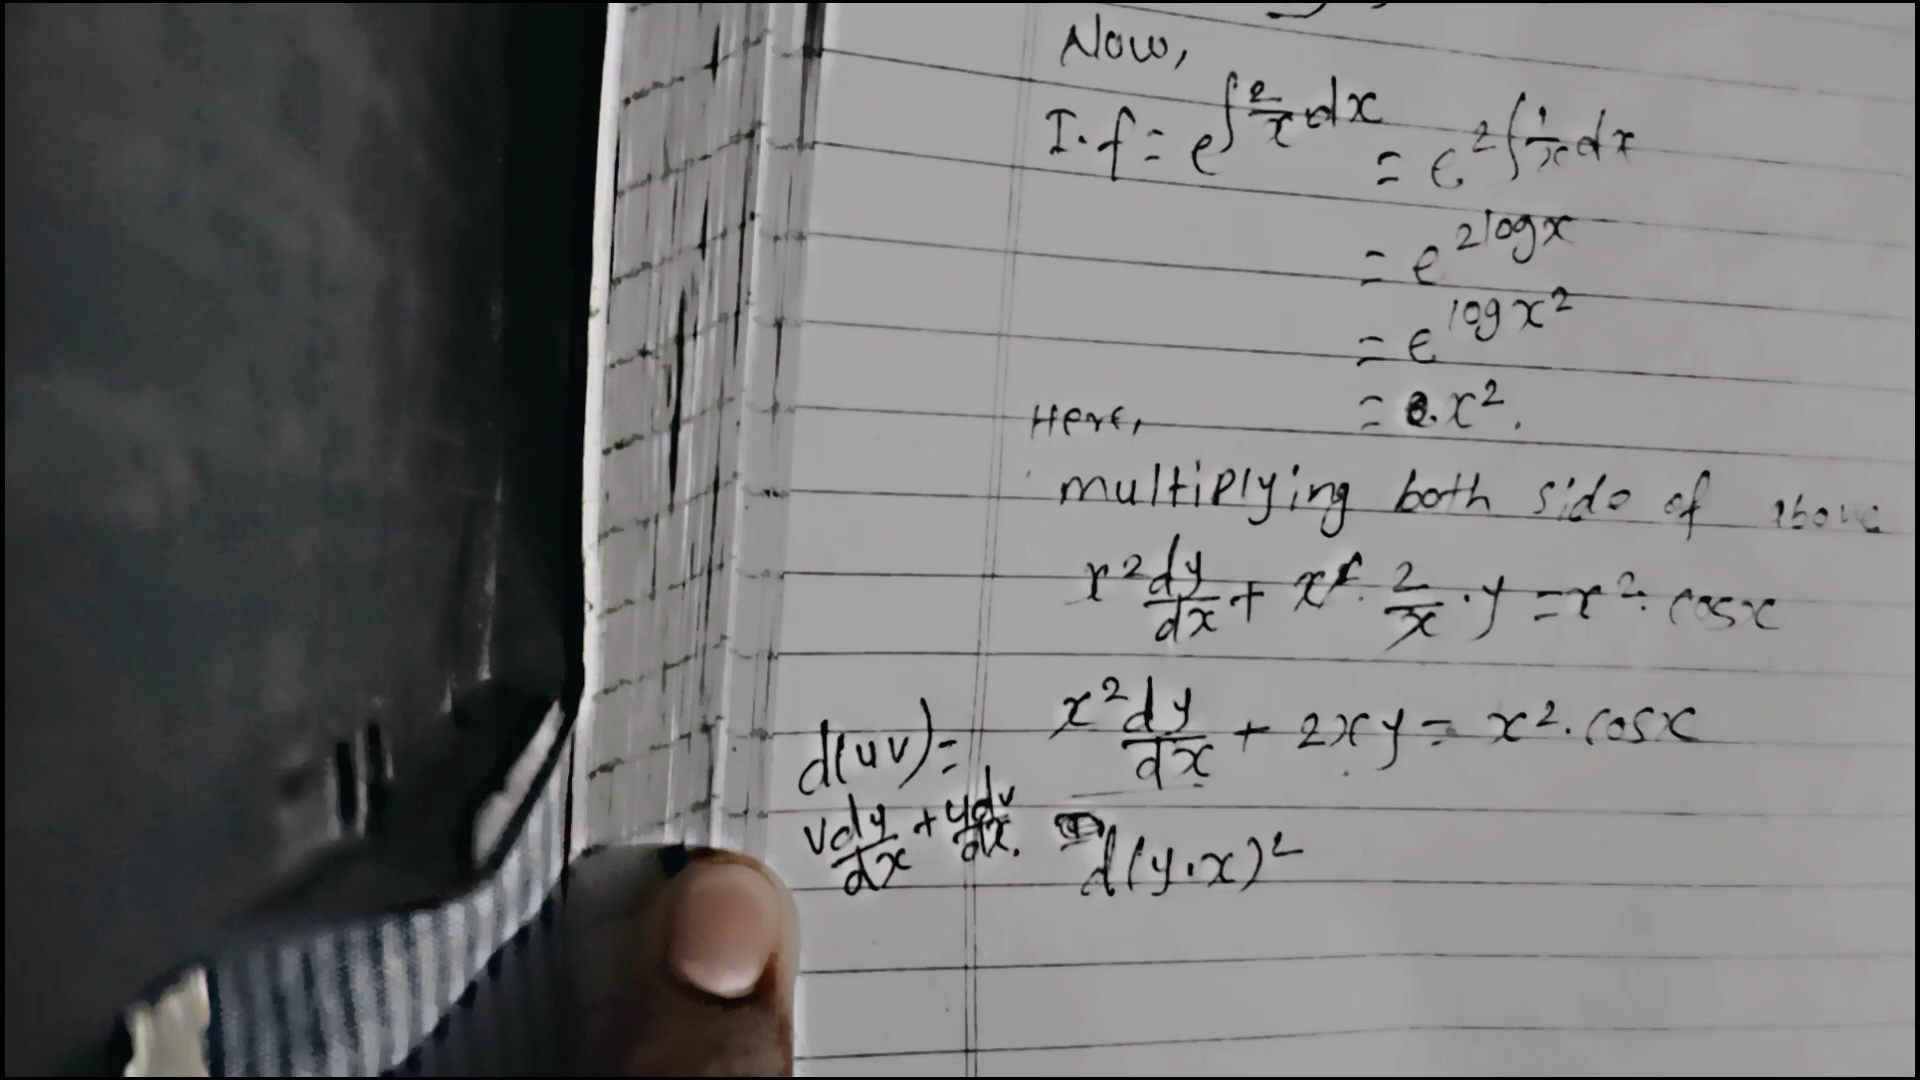 Now,
I.f = e^∫2/x dx = e^2∫1/x dx
= e^2logx
= e^logx²
= x².
Here,
multiplying both side of above
x² dy/dx + x². 2/x . y = x². cosx
x² dy/dx + 2xy = x². cosx
d(uv) =
v dy/dx + u dv/dx.
d(y.x)²